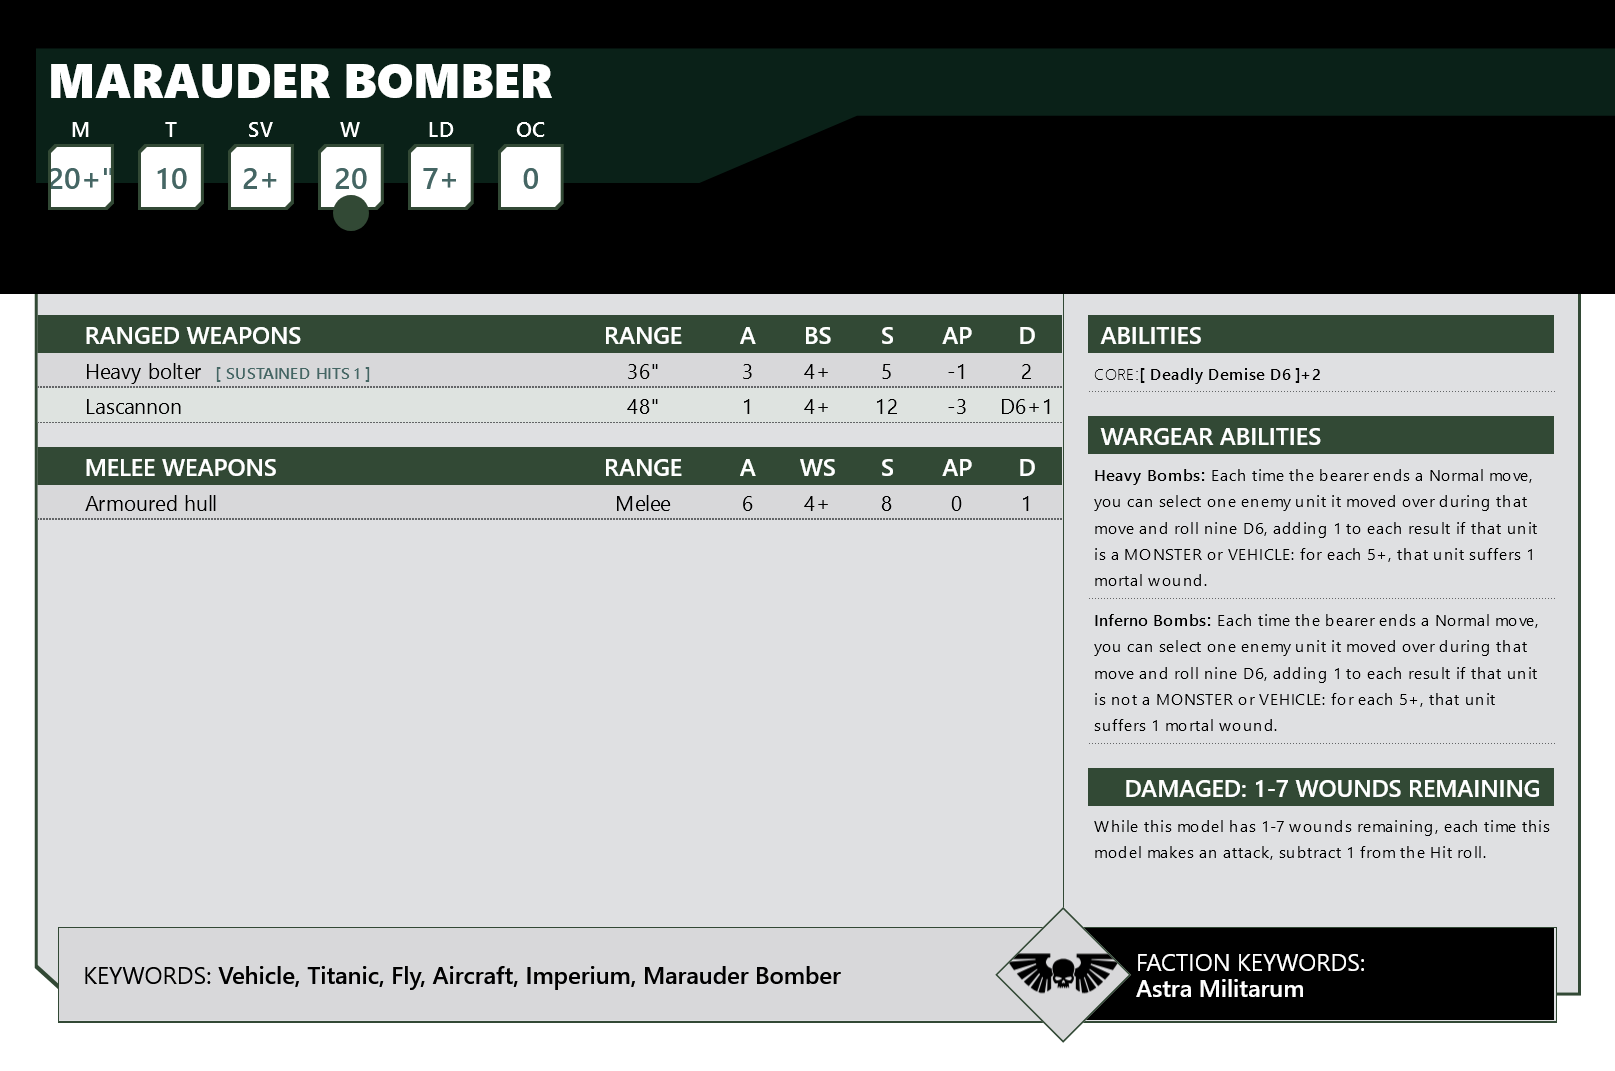 MARAUDER BOMBER
M T SV W LD OC
20+" 10 2+ 20 7+ 0
RANGED WEAPONS RANGE A BS S AP D
Heavy bolter [ SUSTAINED HITS 1 ] 36" 3 4+ 5 -1 2
Lascannon 48" 1 4+ 12 -3 D6+1
MELEE WEAPONS RANGE A WS S AP D
Armoured hull Melee 6 4+ 8 0 1
ABILITIES
CORE:[ Deadly Demise D6 ]+2
WARGEAR ABILITIES
Heavy Bombs: Each time the bearer ends a Normal move,
you can select one enemy unit it moved over during that
move and roll nine D6, adding 1 to each result if that unit
is a MONSTER or VEHICLE: for each 5+, that unit suffers 1
mortal wound.
Inferno Bombs: Each time the bearer ends a Normal move,
you can select one enemy unit it moved over during that
move and roll nine D6, adding 1 to each result if that unit
is not a MONSTER or VEHICLE: for each 5+, that unit
suffers 1 mortal wound.
DAMAGED: 1-7 WOUNDS REMAINING
While this model has 1-7 wounds remaining, each time this
model makes an attack, subtract 1 from the Hit roll.
KEYWORDS: Vehicle, Titanic, Fly, Aircraft, Imperium, Marauder Bomber
FACTION KEYWORDS:
Astra Militarum